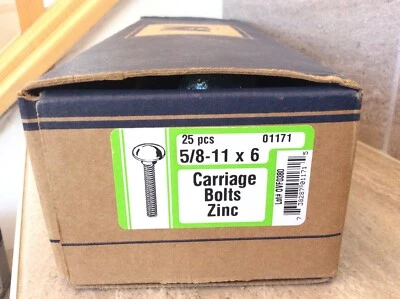 25 pcs 01171
5/8-11 x 6
Carriage
Bolts
Zinc